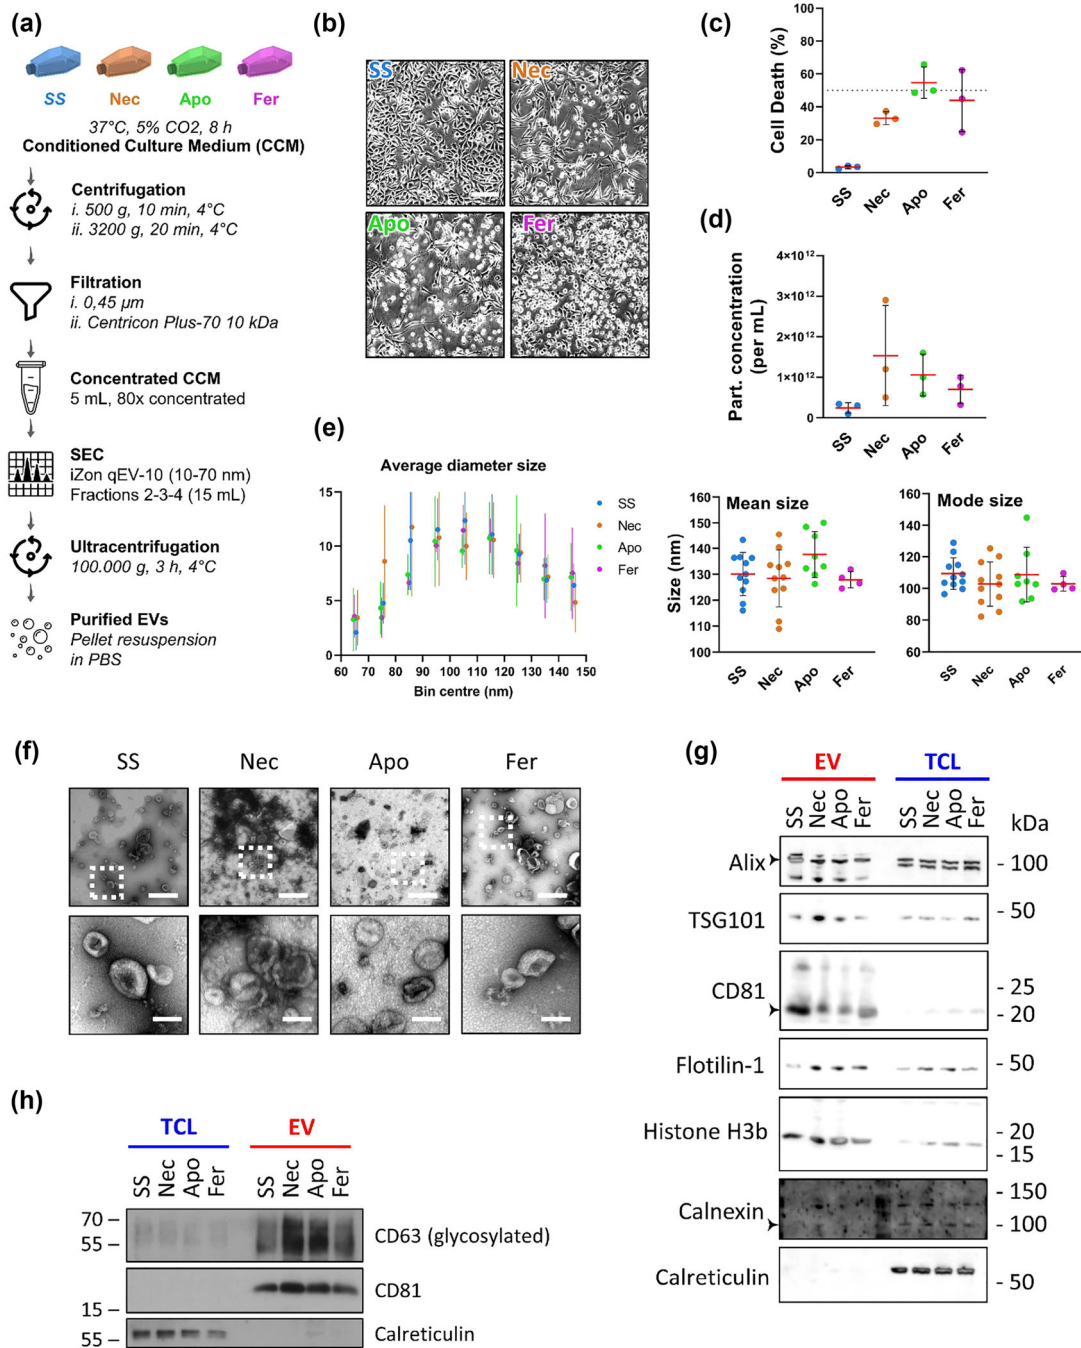 (a)
SS Nec Apo Fer
37°C, 5% CO2, 8 h
Conditioned Culture Medium (CCM)
Centrifugation
i. 500 g, 10 min, 4°C
ii. 3200 g, 20 min, 4°C
Filtration
i. 0,45 µm
ii. Centricon Plus-70 10 kDa
Concentrated CCM
5 mL, 80x concentrated
SEC
iZon qEV-10 (10-70 nm)
Fractions 2-3-4 (15 mL)
Ultracentrifugation
100.000 g, 3 h, 4°C
Purified EVs
Pellet resuspension
in PBS
(b)
SS Nec
Apo Fer
(c)
Cell Death (%)
100
80
60
40
20
0
SS Nec Apo Fer
(d)
Part. concentration
(per mL)
4×10¹²
3×10¹²
2×10¹²
1×10¹²
0
SS Nec Apo Fer
(e)
Average diameter size
15
10
5
0
60 70 80 90 100 110 120 130 140 150
Bin centre (nm)
SS
Nec
Apo
Fer
Mean size
Size (nm)
160
150
140
130
120
110
100
SS Nec Apo Fer
Mode size
160
140
120
100
80
60
SS Nec Apo Fer
(f)
SS Nec Apo Fer
(g)
EV TCL
SS Nec Apo Fer SS Nec Apo Fer
kDa
Alix - 100
TSG101 - 50
CD81 - 25
- 20
Flotilin-1 - 50
Histone H3b - 20
- 15
Calnexin - 150
- 100
Calreticulin - 50
(h)
TCL EV
SS Nec Apo Fer SS Nec Apo Fer
70 –
55 – CD63 (glycosylated)
CD81
15 –
55 – Calreticulin